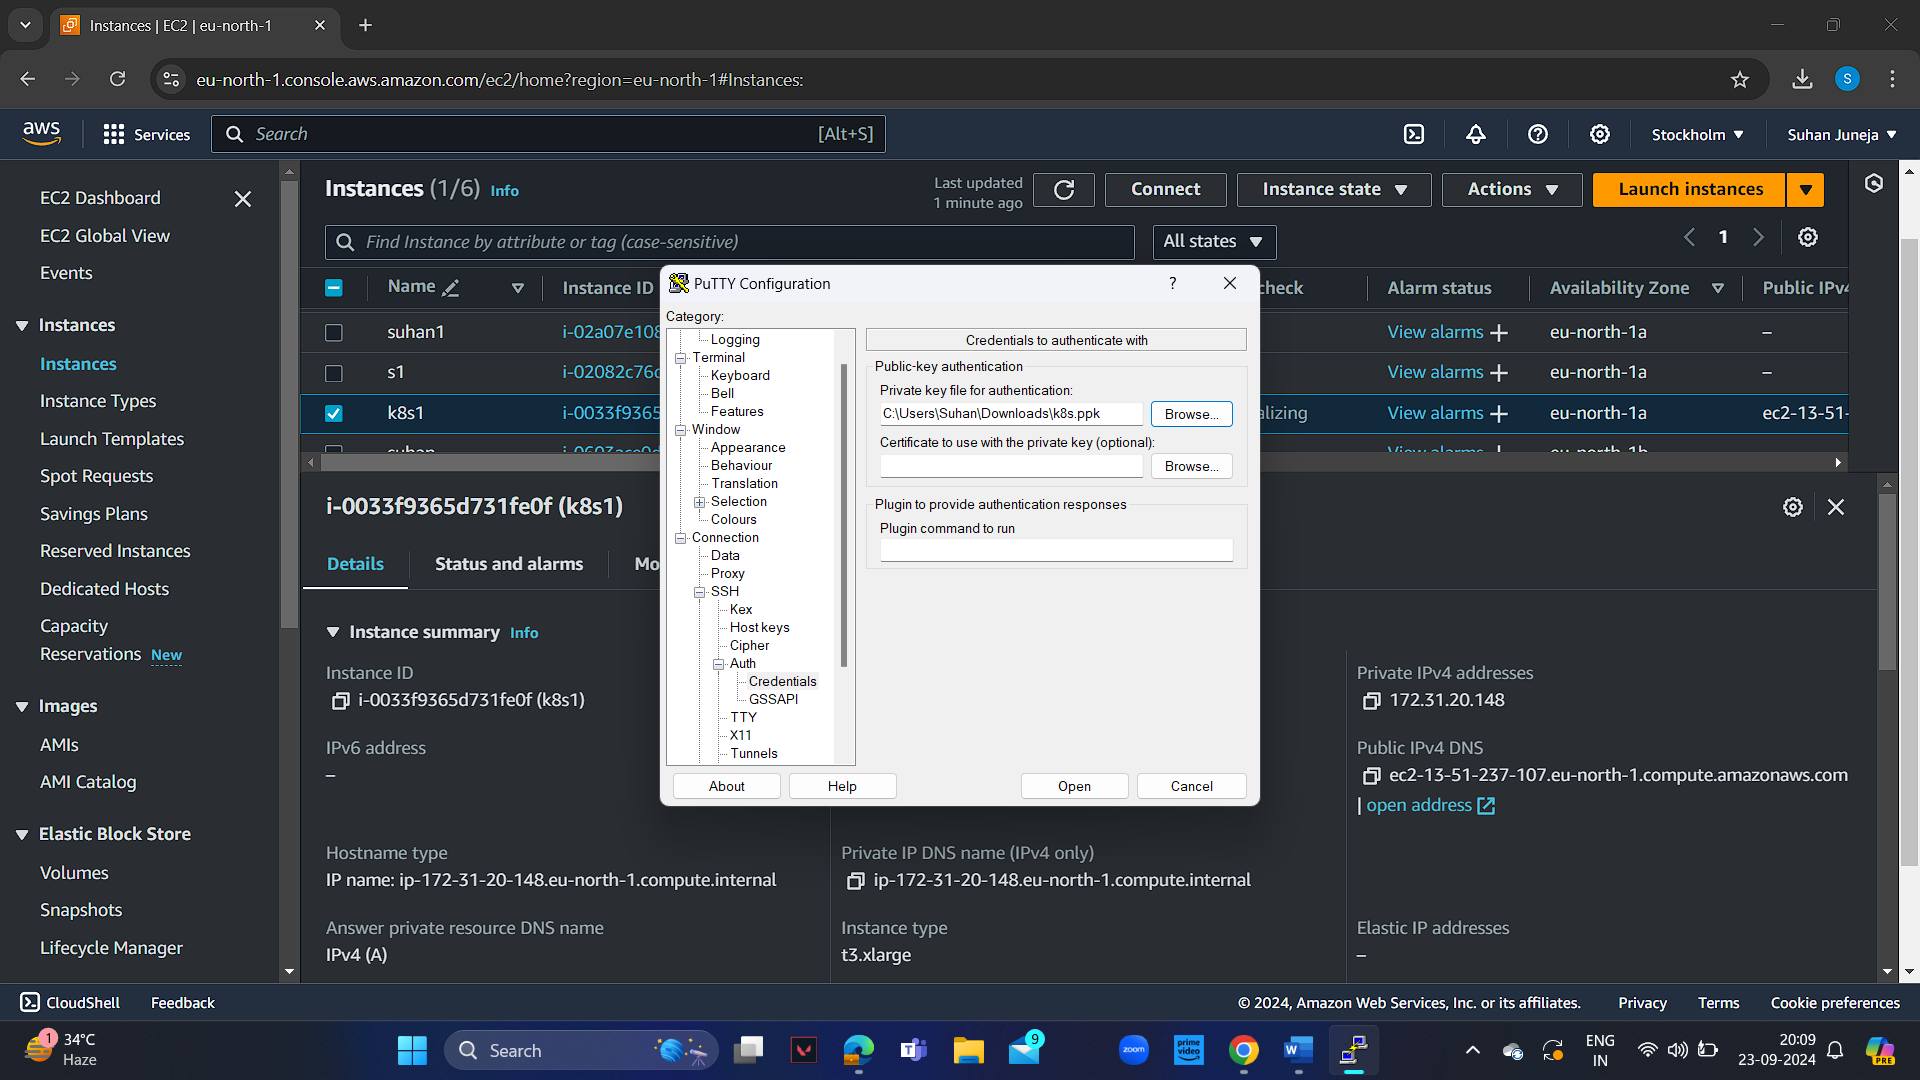 Instances | EC2 | eu-north-1
eu-north-1.console.aws.amazon.com/ec2/home?region=eu-north-1#Instances:
S
aws
Services
Search
[Alt+S]
Stockholm
Suhan Juneja
EC2 Dashboard
EC2 Global View
Events
Instances
Instances
Instance Types
Launch Templates
Spot Requests
Savings Plans
Reserved Instances
Dedicated Hosts
Capacity
Reservations New
Images
AMIs
AMI Catalog
Elastic Block Store
Volumes
Snapshots
Lifecycle Manager
Instances (1/6) Info
Last updated
1 minute ago
Connect
Instance state
Actions
Launch instances
Find Instance by attribute or tag (case-sensitive)
All states
1
Name
Instance ID
check
Alarm status
Availability Zone
Public IPv4
suhan1
i-02a07e108
View alarms
eu-north-1a
–
s1
i-02082c76c
View alarms
eu-north-1a
–
k8s1
i-0033f9365
alizing
View alarms
eu-north-1a
ec2-13-51-
suhan
View alarms
eu-north-1b
PuTTY Configuration
?
Category:
Logging
Terminal
Keyboard
Bell
Features
Window
Appearance
Behaviour
Translation
Selection
Colours
Connection
Data
Proxy
SSH
Kex
Host keys
Cipher
Auth
Credentials
GSSAPI
TTY
X11
Tunnels
Credentials to authenticate with
Public-key authentication
Private key file for authentication:
C:\Users\Suhan\Downloads\k8s.ppk
Browse...
Certificate to use with the private key (optional):
Browse...
Plugin to provide authentication responses
Plugin command to run
About
Help
Open
Cancel
i-0033f9365d731fe0f (k8s1)
Details
Status and alarms
Mo
Instance summary Info
Instance ID
i-0033f9365d731fe0f (k8s1)
Private IPv4 addresses
172.31.20.148
IPv6 address
–
Public IPv4 DNS
ec2-13-51-237-107.eu-north-1.compute.amazonaws.com
| open address
Hostname type
IP name: ip-172-31-20-148.eu-north-1.compute.internal
Private IP DNS name (IPv4 only)
ip-172-31-20-148.eu-north-1.compute.internal
Answer private resource DNS name
IPv4 (A)
Instance type
t3.xlarge
Elastic IP addresses
–
CloudShell
Feedback
© 2024, Amazon Web Services, Inc. or its affiliates.
Privacy
Terms
Cookie preferences
1
34°C
Haze
Search
9
zoom
prime video
ENG
IN
20:09
23-09-2024
PRE